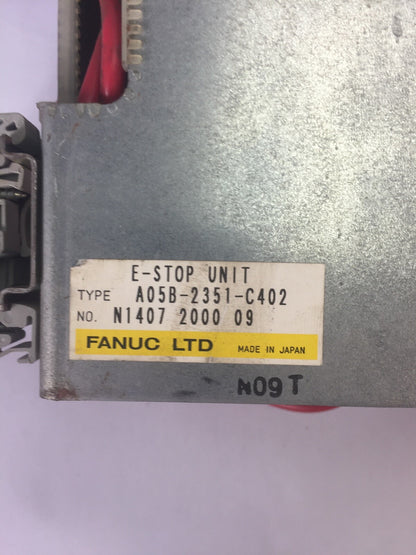 E-STOP UNIT
TYPE A05B-2351-C402
NO. N1407 2000 09
FANUC LTD MADE IN JAPAN
M09T